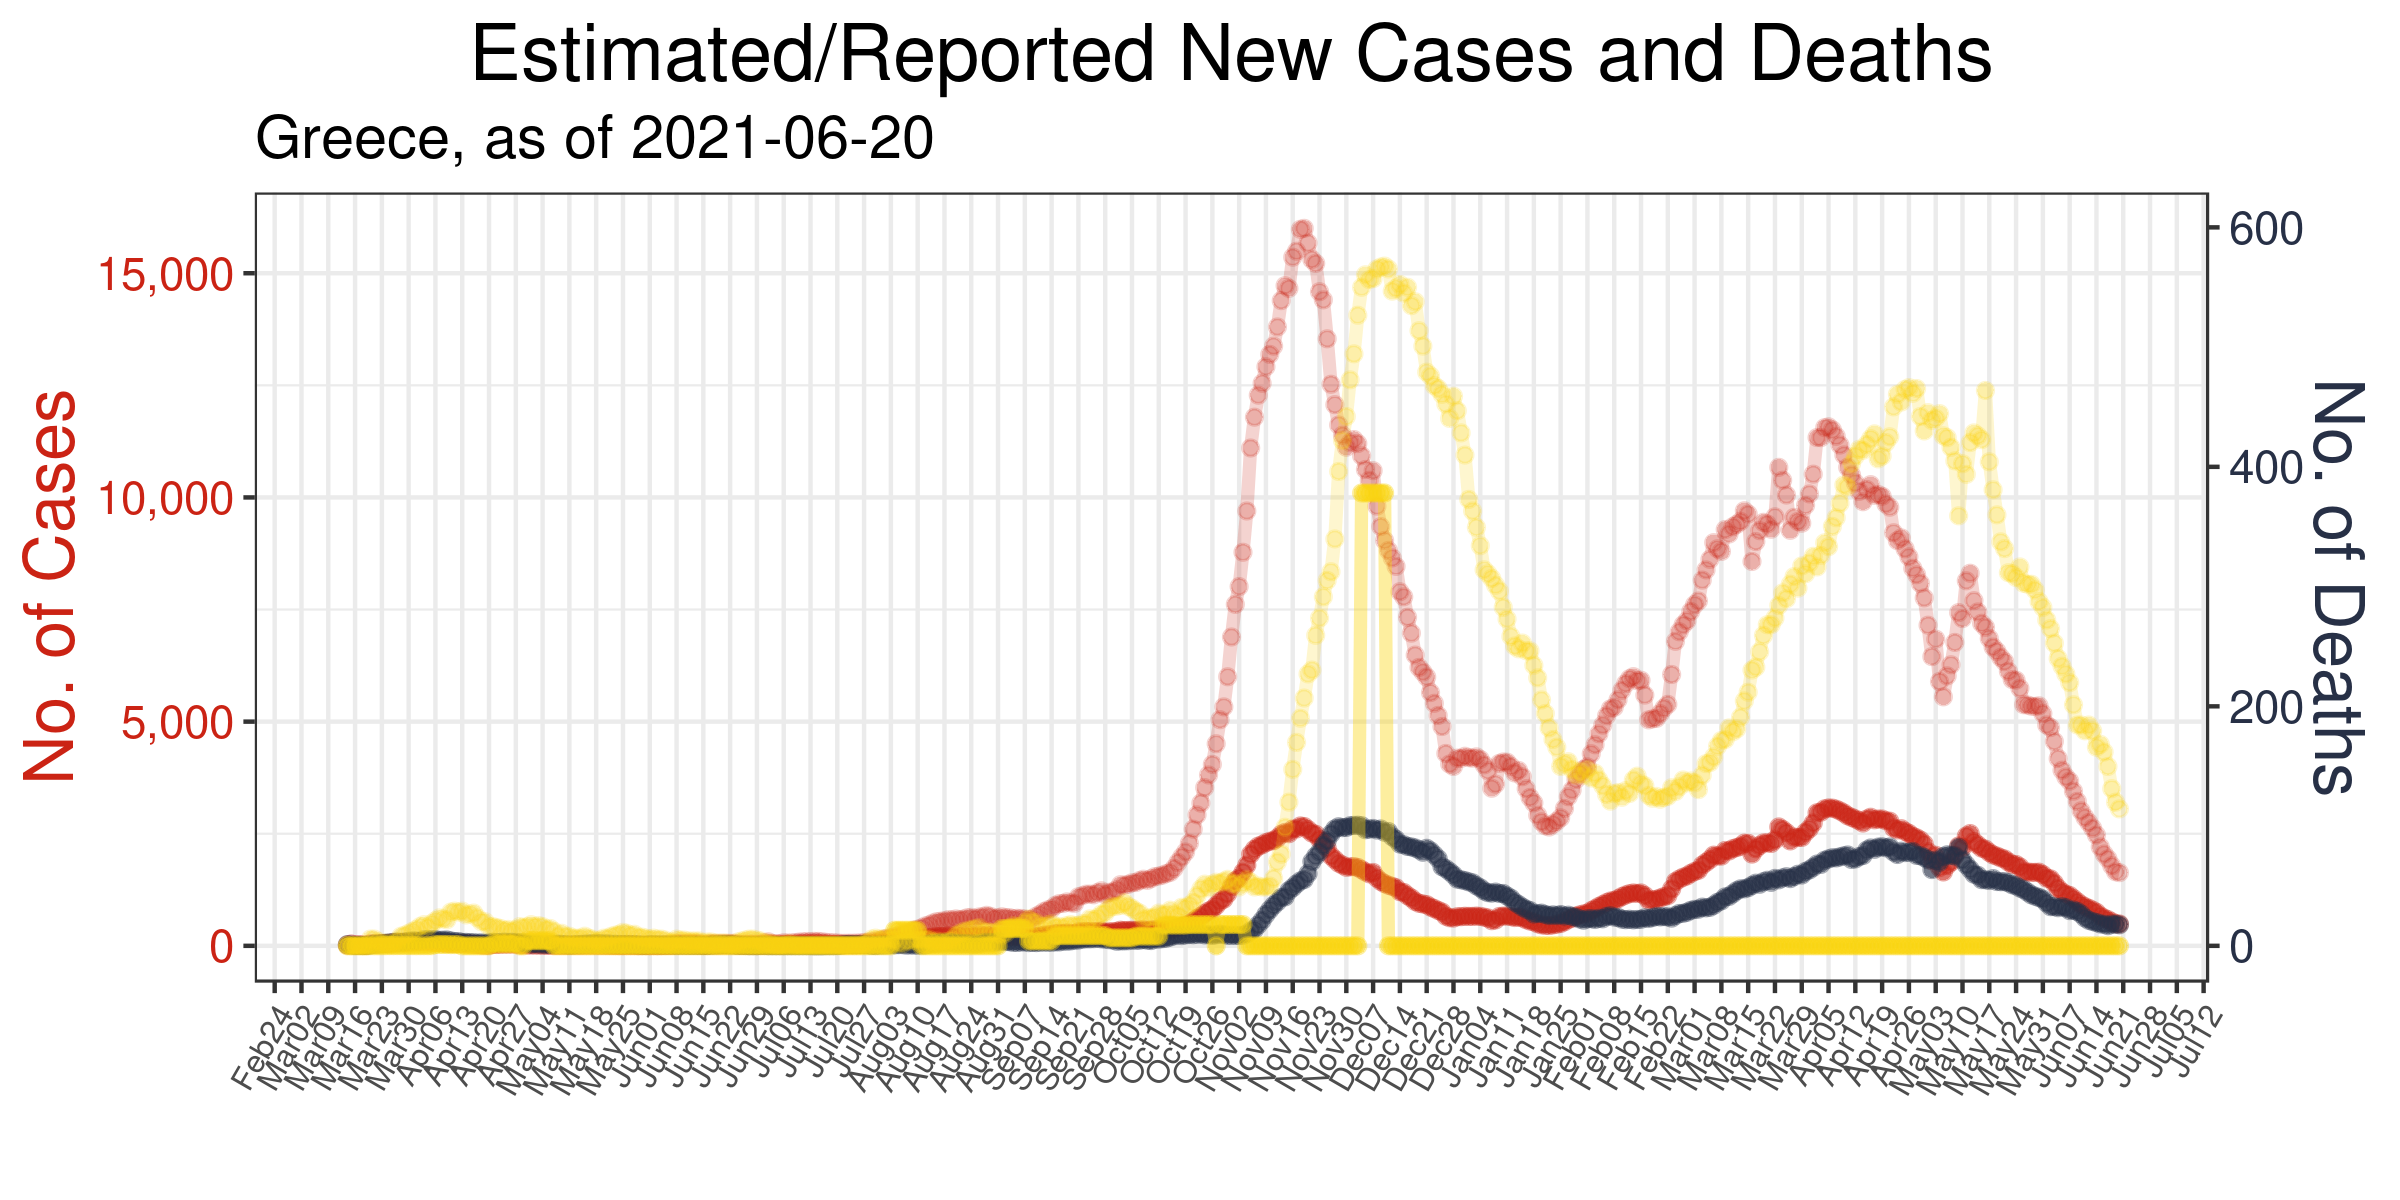 Estimated/Reported New Cases and Deaths
Greece, as of 2021-06-20
No. of Cases
15,000
10,000
5,000
0
600
400
200
0
No. of Deaths
Feb24
Mar02
Mar09
Mar16
Mar23
Mar30
Apr06
Apr13
Apr20
Apr27
May04
May11
May18
May25
Jun01
Jun08
Jun15
Jun22
Jun29
Jul06
Jul13
Jul20
Jul27
Aug03
Aug10
Aug17
Aug24
Aug31
Sep07
Sep14
Sep21
Sep28
Oct05
Oct12
Oct19
Oct26
Nov02
Nov09
Nov16
Nov23
Nov30
Dec07
Dec14
Dec21
Dec28
Jan04
Jan11
Jan18
Jan25
Feb01
Feb08
Feb15
Feb22
Mar01
Mar08
Mar15
Mar22
Mar29
Apr05
Apr12
Apr19
Apr26
May03
May10
May17
May24
May31
Jun07
Jun14
Jun21
Jun28
Jul05
Jul12